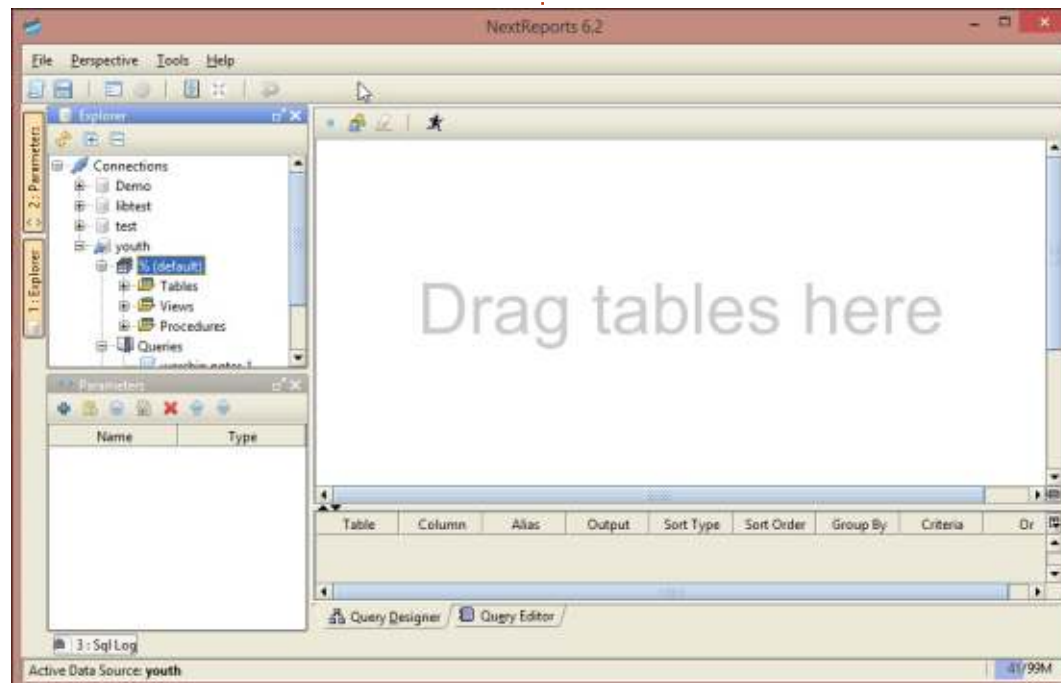 NextReports 6.2
File Perspective Tools Help
Explorer
2 : Parameters
1 : Explorer
Connections
Demo
libtest
test
youth
% (default)
Tables
Views
Procedures
Queries
Parameters
Name Type
Drag tables here
Table Column Alias Output Sort Type Sort Order Group By Criteria Or
Query Designer Query Editor
3 : Sql Log
Active Data Source: youth
41/99M